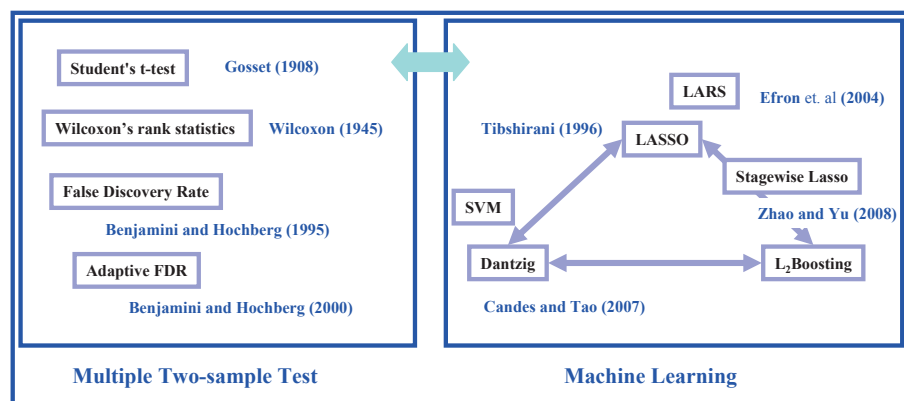 Student's t-test
Gosset (1908)
Wilcoxon's rank statistics
Wilcoxon (1945)
False Discovery Rate
Benjamini and Hochberg (1995)
Adaptive FDR
Benjamini and Hochberg (2000)
Multiple Two-sample Test
LARS
Efron et. al (2004)
Tibshirani (1996)
LASSO
Stagewise Lasso
SVM
Zhao and Yu (2008)
Dantzig
L₂Boosting
Candes and Tao (2007)
Machine Learning